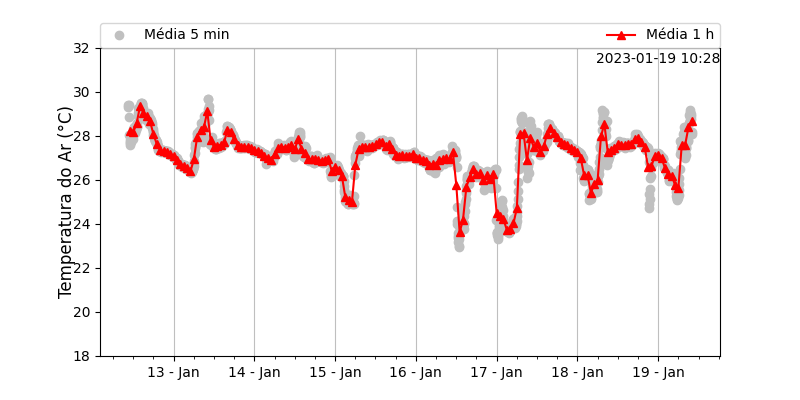 Média 5 min
Média 1 h
2023-01-19 10:28
Temperatura do Ar (°C)
32
30
28
26
24
22
20
18
13 - Jan
14 - Jan
15 - Jan
16 - Jan
17 - Jan
18 - Jan
19 - Jan